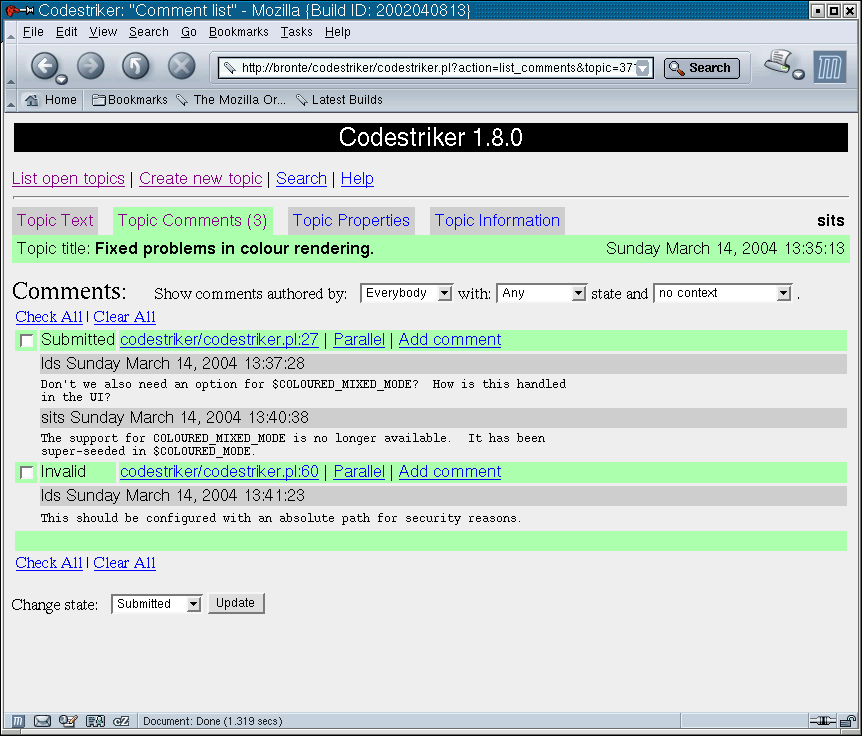 Codestriker: "Comment list" - Mozilla {Build ID: 2002040813}
File Edit View Search Go Bookmarks Tasks Help
http://bronte/codestriker/codestriker.pl?action=list_comments&topic=37 Search
Home Bookmarks The Mozilla Or... Latest Builds
Codestriker 1.8.0
List open topics | Create new topic | Search | Help
Topic Text Topic Comments (3) Topic Properties Topic Information sits
Topic title: Fixed problems in colour rendering. Sunday March 14, 2004 13:35:13
Comments: Show comments authored by: Everybody with: Any state and no context .
Check All | Clear All
Submitted codestriker/codestriker.pl:27 | Parallel | Add comment
lds Sunday March 14, 2004 13:37:28
Don't we also need an option for $COLOURED_MIXED_MODE?  How is this handled
in the UI?
sits Sunday March 14, 2004 13:40:38
The support for COLOURED_MIXED_MODE is no longer available.  It has been
super-seeded in $COLOURED_MODE.
Invalid codestriker/codestriker.pl:60 | Parallel | Add comment
lds Sunday March 14, 2004 13:41:23
This should be configured with an absolute path for security reasons.
Check All | Clear All
Change state: Submitted Update
Document: Done (1.319 secs)